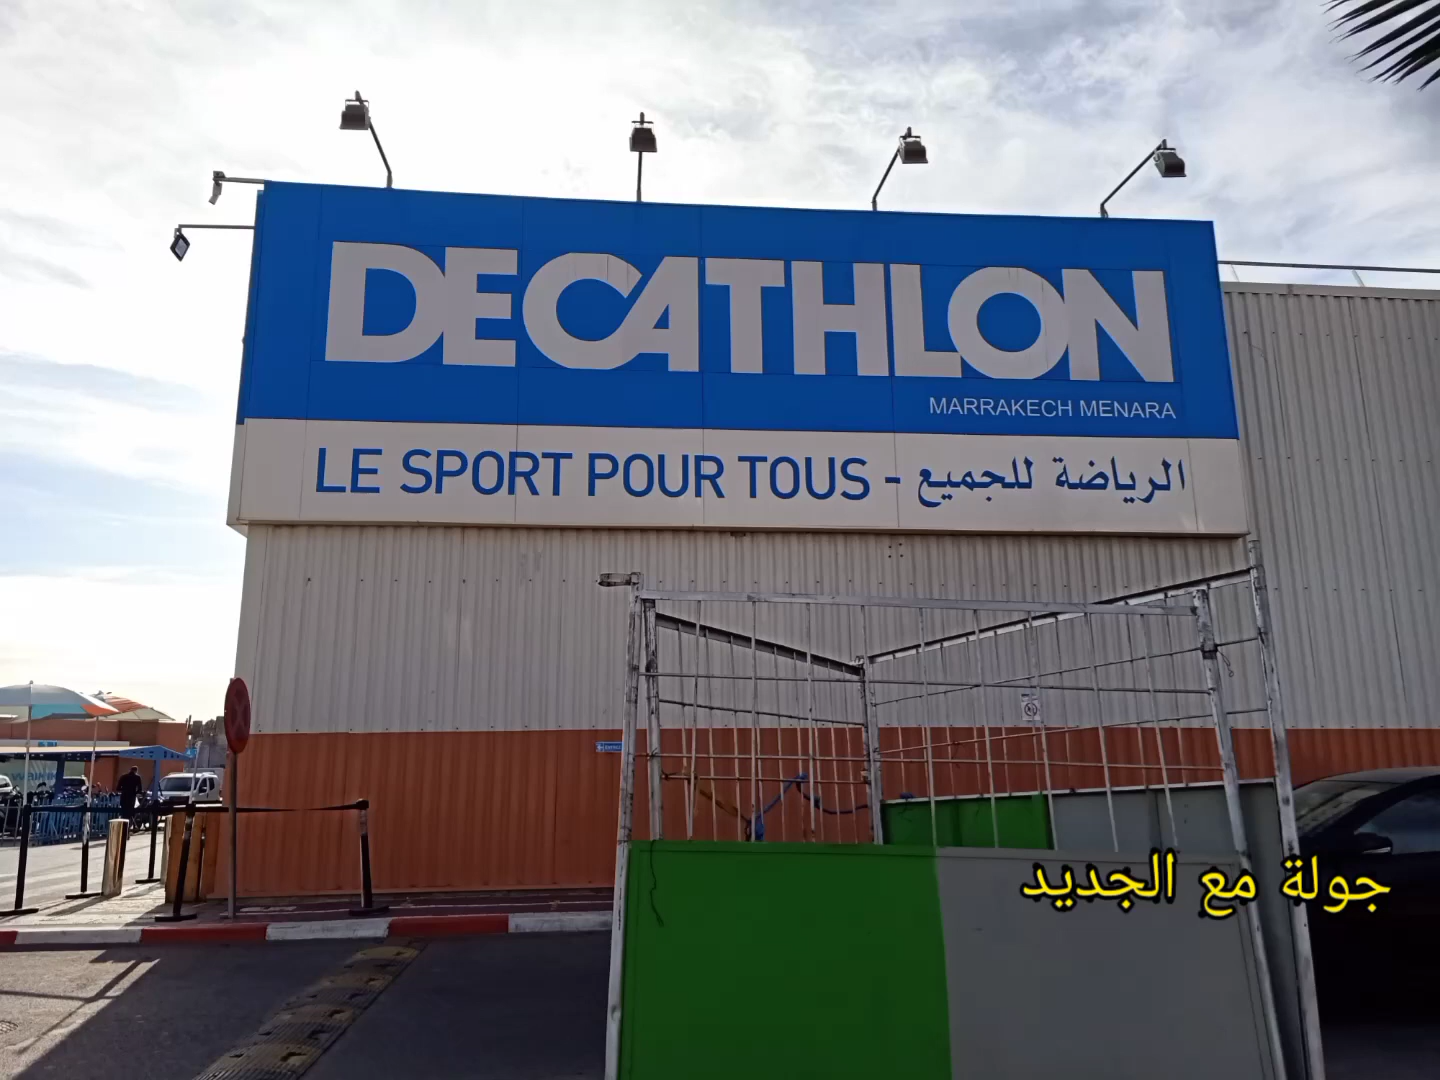 DECATHLON
MARRAKECH MENARA
LE SPORT POUR TOUS - الرياضة للجميع
جولة مع الجديد